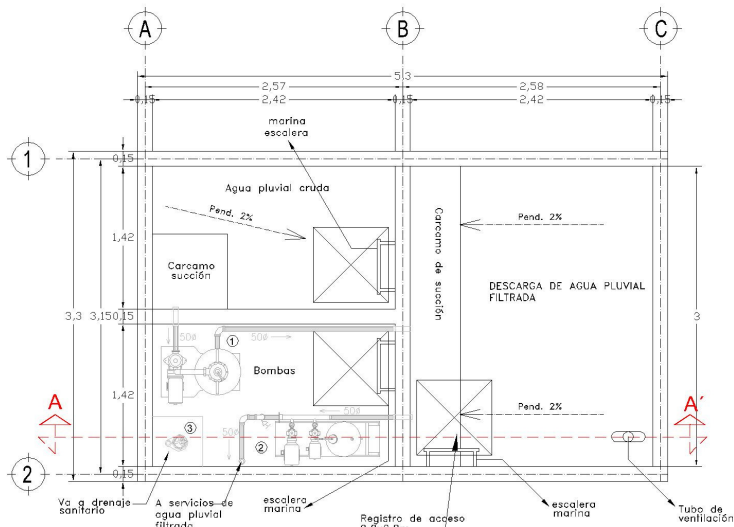 A
B
C
5,3
2,57
2,58
0,15
2,42
0,15
2,42
0,15
marina
escalera
1
0,15
Agua pluvial cruda
Pend. 2%
Pend. 2%
1,42
Carcamo
succión
Carcamo de succión
DESCARGA DE AGUA PLUVIAL
FILTRADA
3,3
3,15
0,15
3
50Ø
50Ø
1
Bombas
1,42
A
50Ø
Pend. 2%
A´
3
50Ø
2
2
0,15
Va a drenaje
sanitario
A servicios de
agua pluvial
filtrada
escalera
marina
Registro de acceso
escalera
marina
Tubo de
ventilación